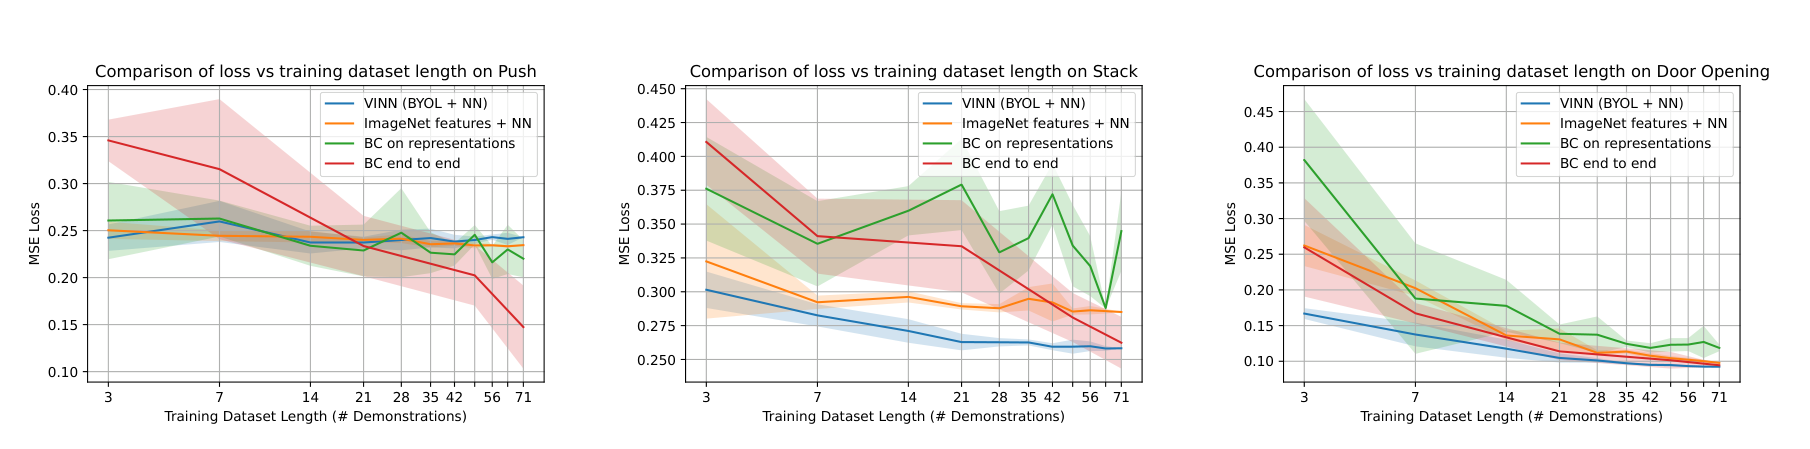 Comparison of loss vs training dataset length on Push
0.40
0.35
0.30
0.25
0.20
0.15
0.10
MSE Loss
VINN (BYOL + NN)
ImageNet features + NN
BC on representations
BC end to end
3 7 14 21 28 35 42 56 71
Training Dataset Length (# Demonstrations)
Comparison of loss vs training dataset length on Stack
0.450
0.425
0.400
0.375
0.350
0.325
0.300
0.275
0.250
MSE Loss
VINN (BYOL + NN)
ImageNet features + NN
BC on representations
BC end to end
3 7 14 21 28 35 42 56 71
Training Dataset Length (# Demonstrations)
Comparison of loss vs training dataset length on Door Opening
0.45
0.40
0.35
0.30
0.25
0.20
0.15
0.10
MSE Loss
VINN (BYOL + NN)
ImageNet features + NN
BC on representations
BC end to end
3 7 14 21 28 35 42 56 71
Training Dataset Length (# Demonstrations)